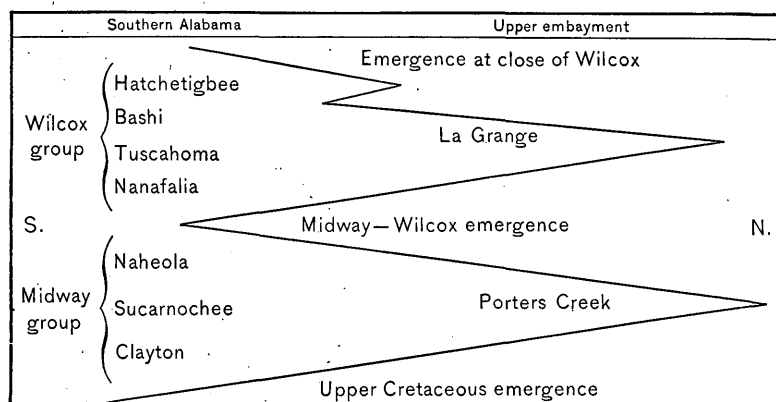 Southern Alabama Upper embayment
Emergence at close of Wilcox
Hatchetigbee
Bashi
Wilcox group
La Grange
Tuscahoma
Nanafalia
S. Midway—Wilcox emergence N.
Naheola
Midway group
Sucarnochee
Porters Creek
Clayton
Upper Cretaceous emergence